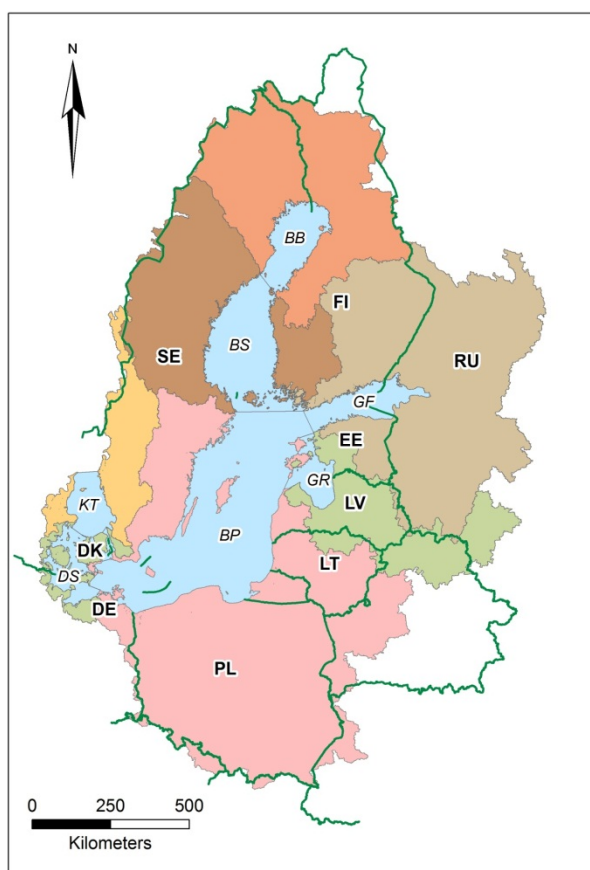 N
BB
FI
BS
SE
RU
GF
EE
GR
KT
LV
DK
BP
DS
LT
DE
PL
0 250 500
Kilometers